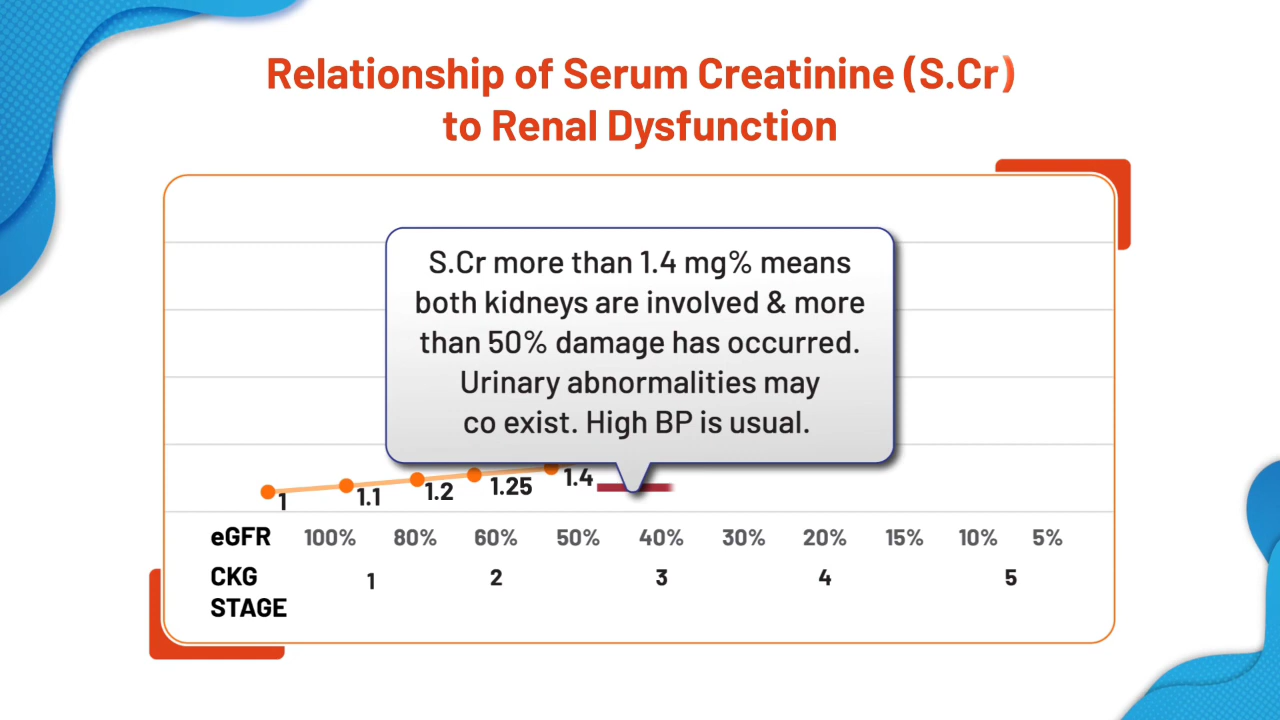 Relationship of Serum Creatinine (S.Cr)
to Renal Dysfunction
S.Cr more than 1.4 mg% means
both kidneys are involved & more
than 50% damage has occurred.
Urinary abnormalities may
co exist. High BP is usual.
1 1.1 1.2 1.25 1.4
eGFR 100% 80% 60% 50% 40% 30% 20% 15% 10% 5%
CKG 1 2 3 4 5
STAGE